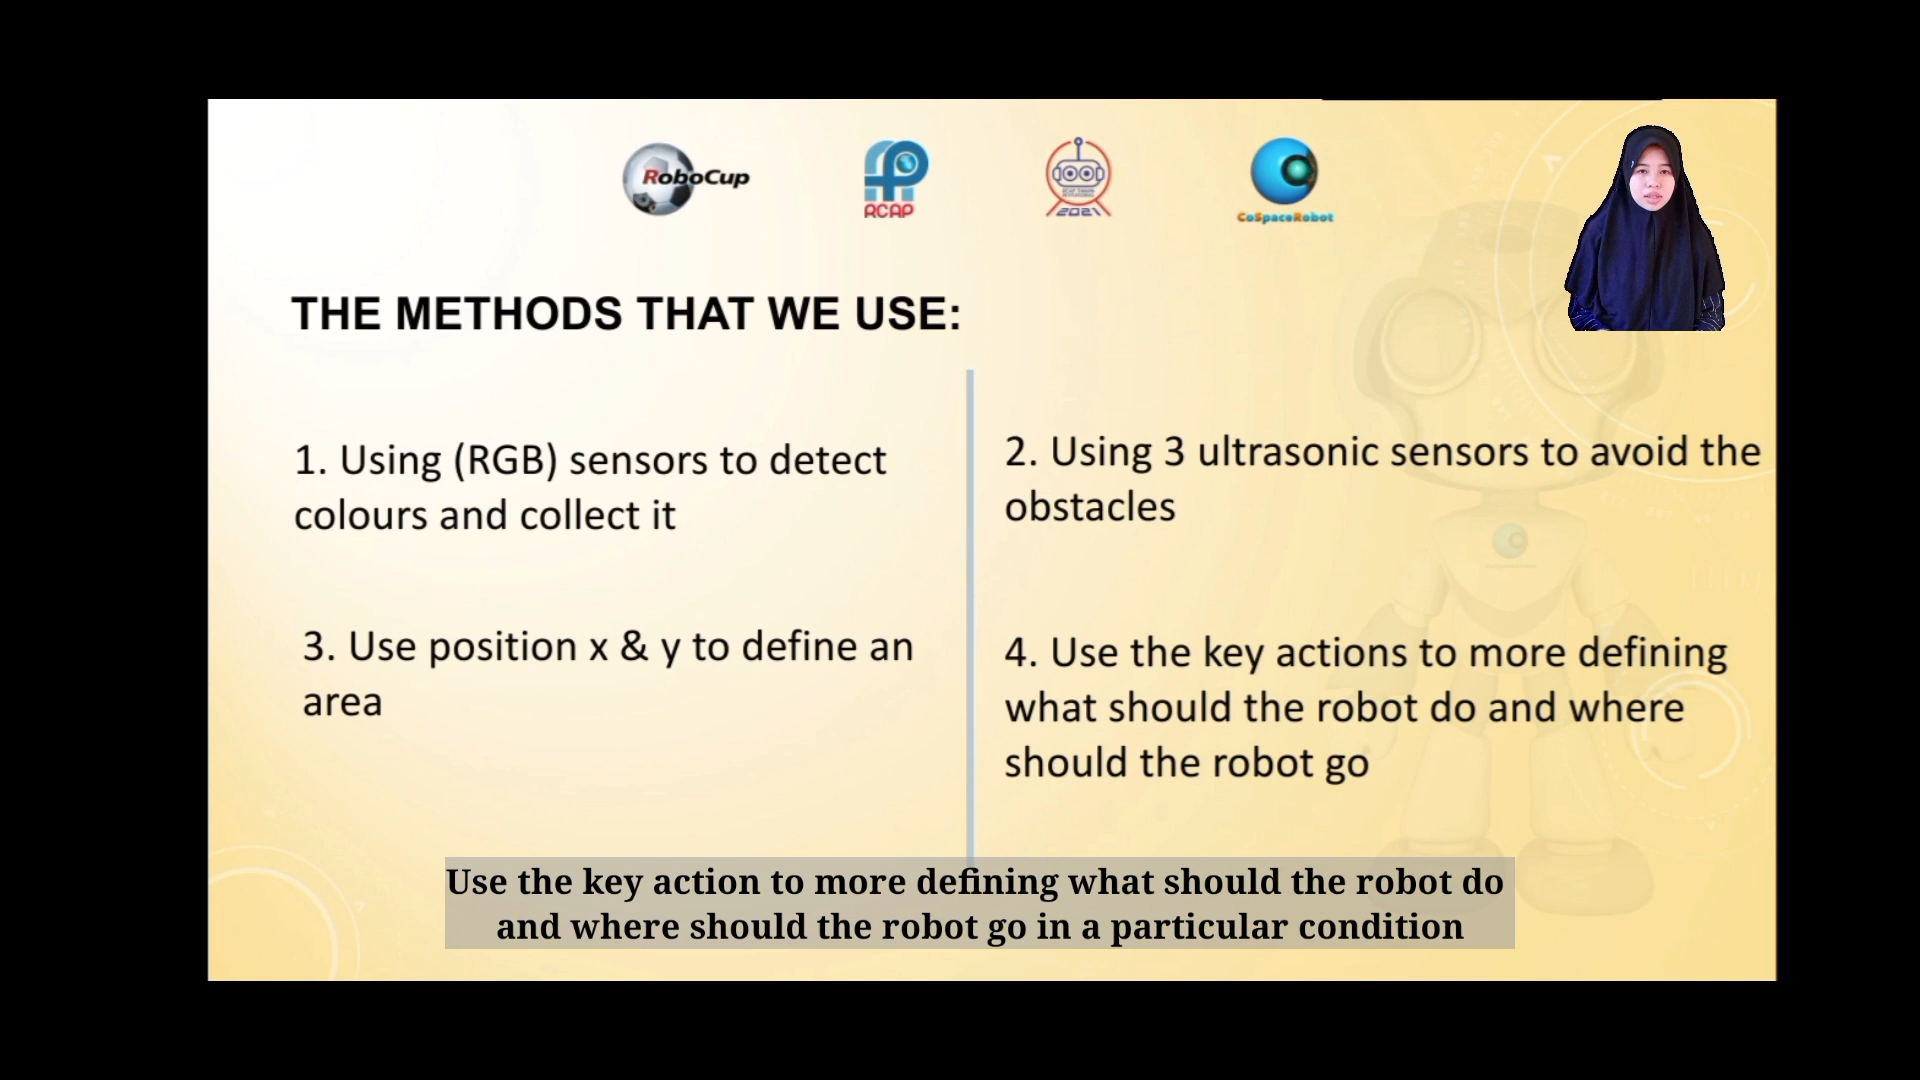 RoboCup
RCAP
2021
CoSpaceRobot
THE METHODS THAT WE USE:
1. Using (RGB) sensors to detect
colours and collect it
2. Using 3 ultrasonic sensors to avoid the
obstacles
3. Use position x & y to define an
area
4. Use the key actions to more defining
what should the robot do and where
should the robot go
Use the key action to more defining what should the robot do
and where should the robot go in a particular condition